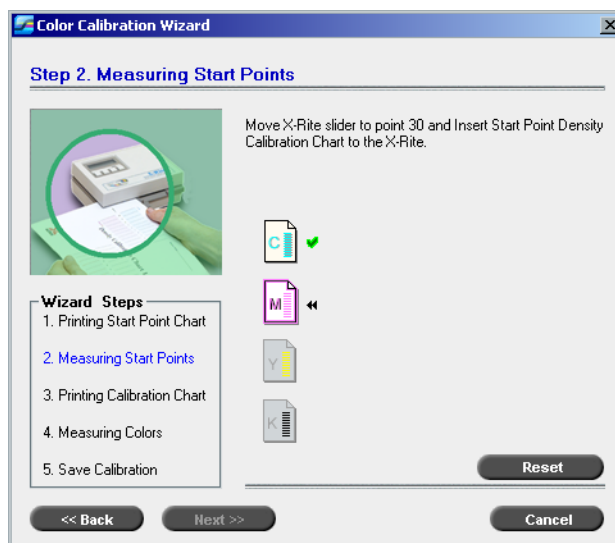 Color Calibration Wizard
Step 2. Measuring Start Points
Move X-Rite slider to point 30 and Insert Start Point Density
Calibration Chart to the X-Rite.
C
M
Y
K
Wizard Steps
1. Printing Start Point Chart
2. Measuring Start Points
3. Printing Calibration Chart
4. Measuring Colors
5. Save Calibration
Reset
<< Back
Next >>
Cancel